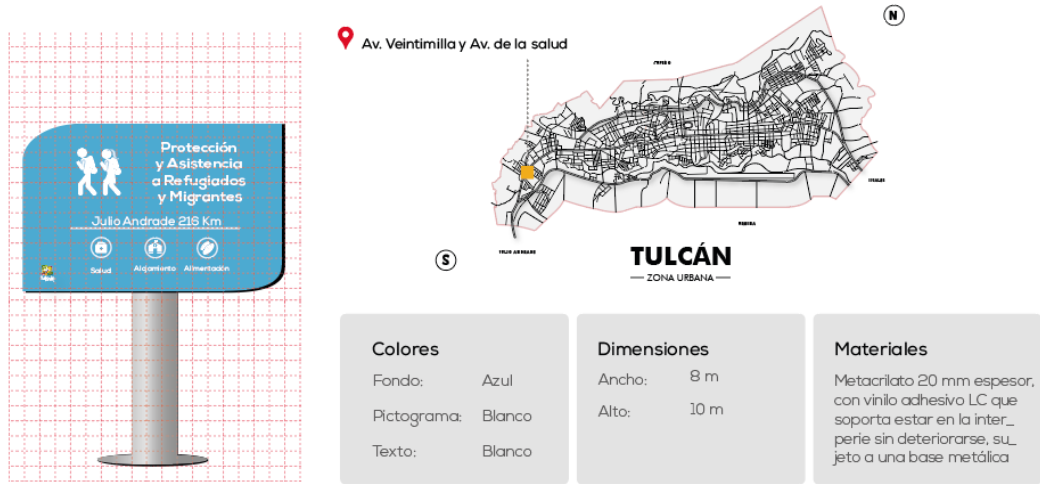 Protección
y Asistencia
a Refugiados
y Migrantes
Julio Andrade 216 Km
Salud
Alojamiento
Alimentación
Av. Veintimilla y Av. de la salud
N
S
JULIO ANDRADE
TULCÁN
ZONA URBANA
Colores
Fondo: Azul
Pictograma: Blanco
Texto: Blanco
Dimensiones
Ancho: 8 m
Alto: 10 m
Materiales
Metacrilato 20 mm espesor,
con vinilo adhesivo LC que
soporta estar en la inter_
perie sin deteriorarse, su_
jeto a una base metálica